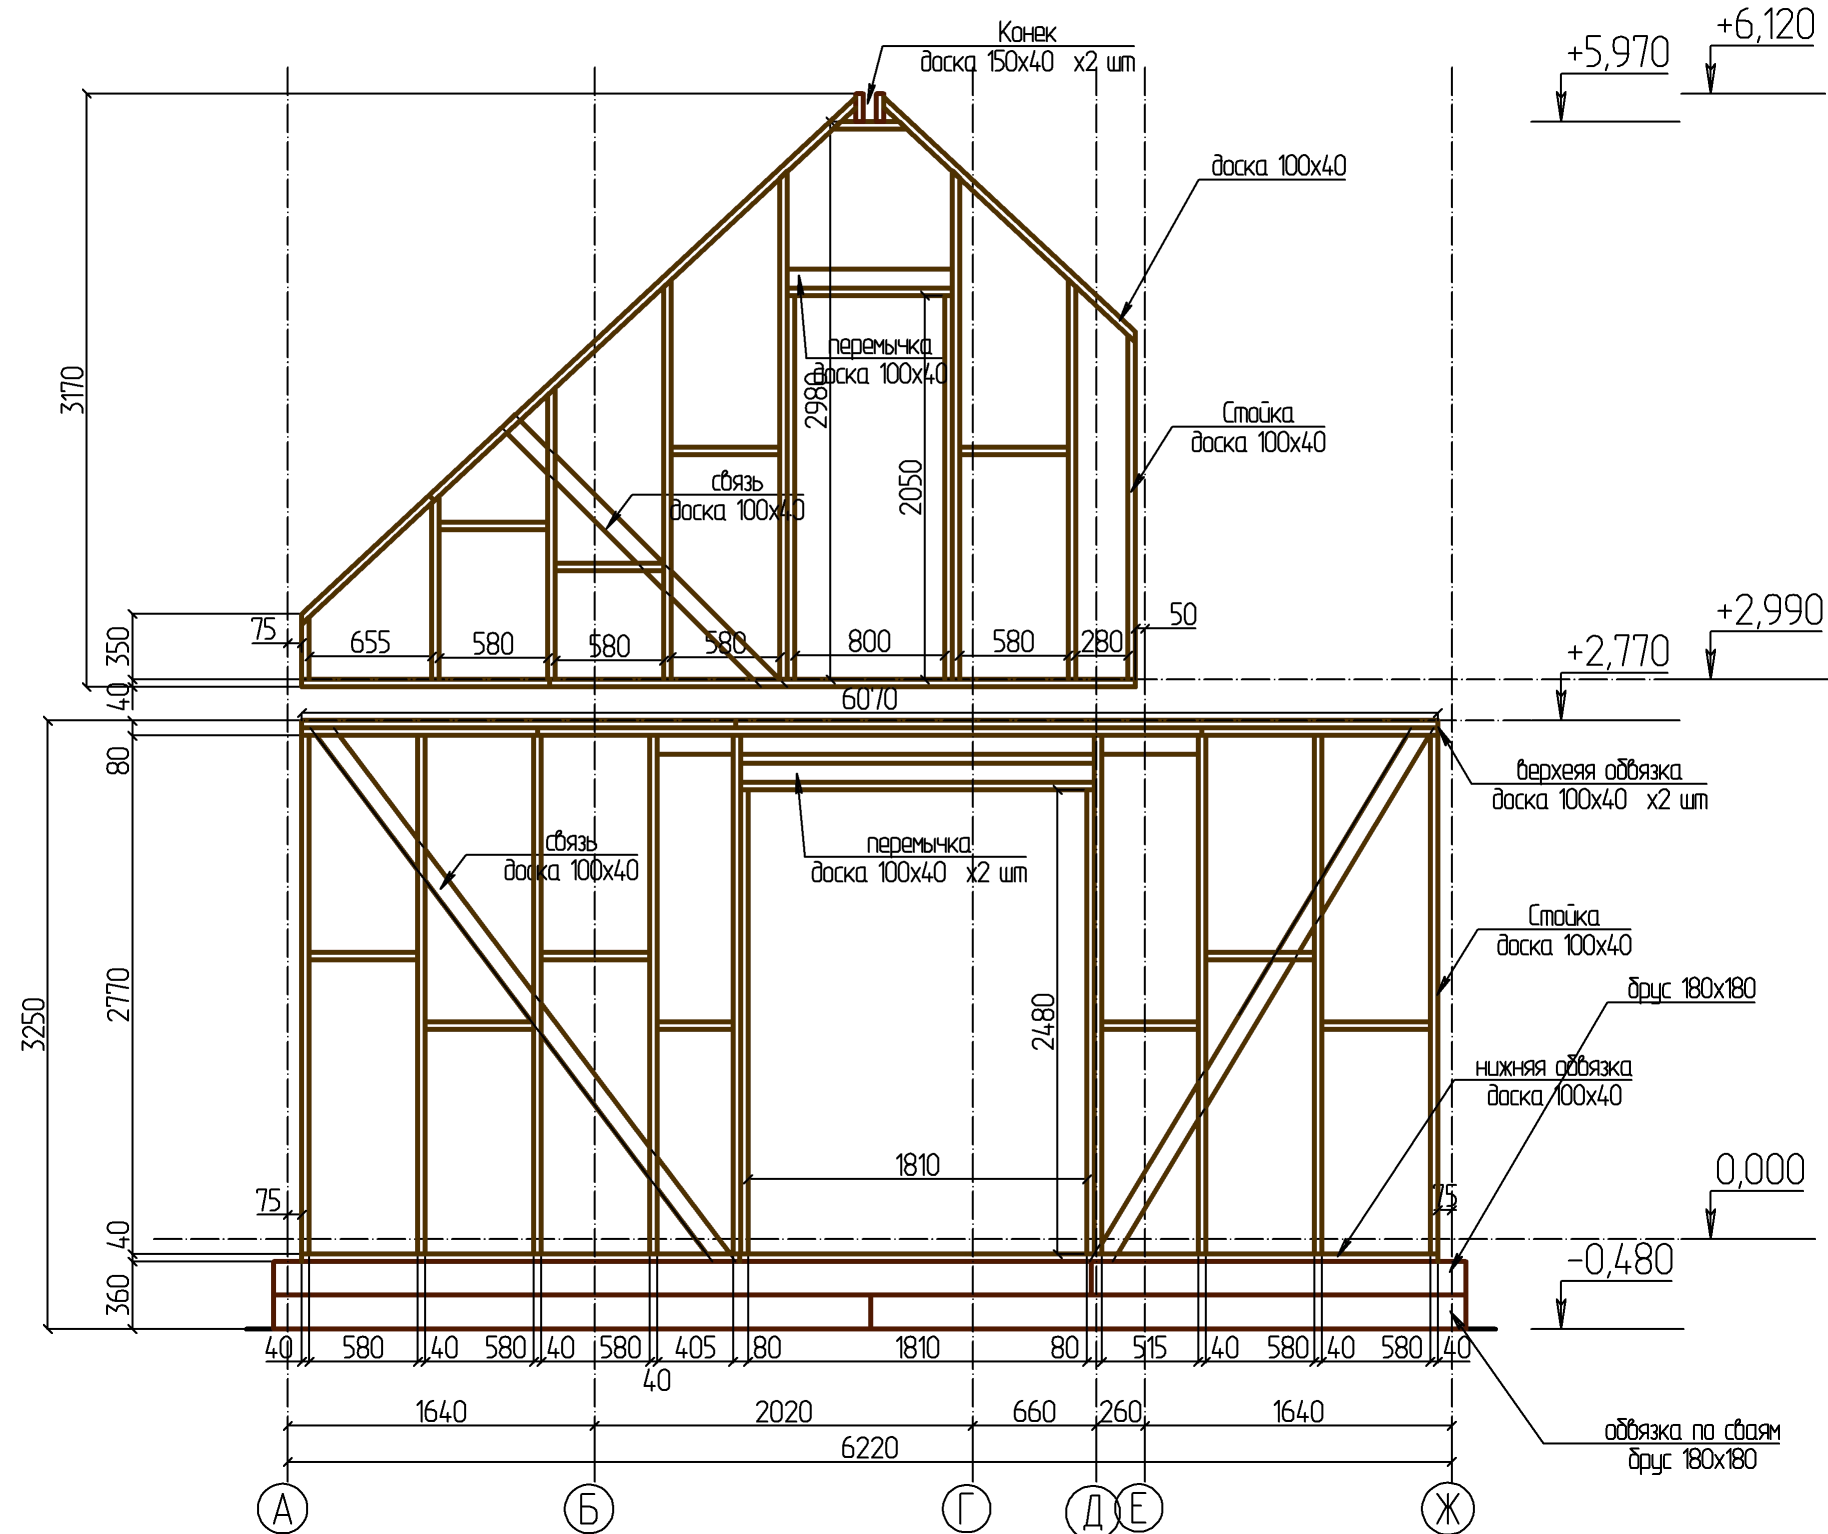 Конек
доска 150х40 х2 шт
+5,970
+6,120
доска 100х40
3170
перемычка
доска 100х40
2980
2050
Стойка
доска 100х40
связь
доска 100х40
75
350
40
655
580
580
580
800
580
280
50
+2,770
+2,990
6070
80
верхеяя обвязка
доска 100х40 х2 шт
связь
доска 100х40
перемычка
доска 100х40 х2 шт
Стойка
доска 100х40
брус 180х180
2770
3250
2480
нижняя обвязка
доска 100х40
1810
75
75
0,000
40
-0,480
360
40
580
40
580
40
580
40
405
80
1810
80
515
40
580
40
580
40
1640
2020
660
260
1640
6220
обвязка по сваям
брус 180х180
А
Б
Г
Д
Е
Ж